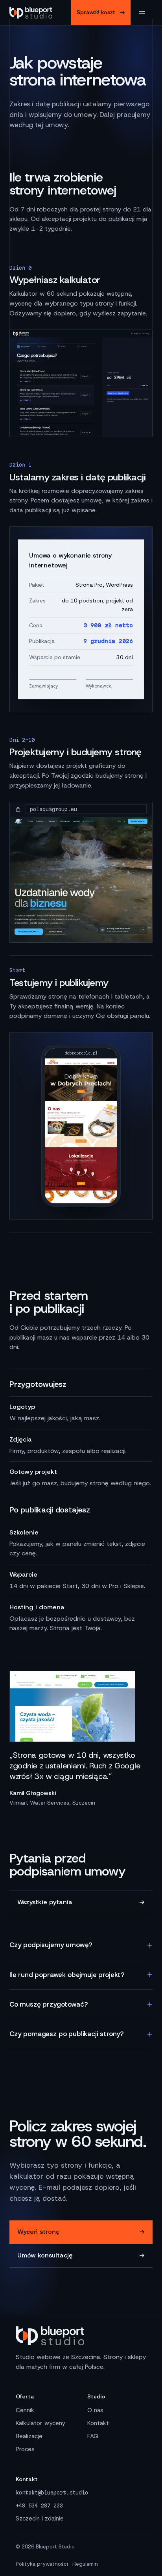 blueport
studio
Sprawdź koszt →
Jak powstaje
strona internetowa
Zakres i datę publikacji ustalamy pierwszego
dnia i wpisujemy do umowy. Dalej pracujemy
według tej umowy.
Ile trwa zrobienie
strony internetowej
Od 7 dni roboczych dla prostej strony do 21 dla
sklepu. Od akceptacji projektu do publikacji mija
zwykle 1–2 tygodnie.
Dzień 0
Wypełniasz kalkulator
Kalkulator w 60 sekund pokazuje wstępną
wycenę dla wybranego typu strony i funkcji.
Odzywamy się dopiero, gdy wyślesz zapytanie.
Czego potrzebujesz?
od 2900 zł
Dzień 1
Ustalamy zakres i datę publikacji
Na krótkiej rozmowie doprecyzowujemy zakres
strony. Potem dostajesz umowę, w której zakres i
data publikacji są już wpisane.
Umowa o wykonanie strony
internetowej
Pakiet Strona Pro, WordPress
Zakres do 10 podstron, projekt od
zera
Cena 3 900 zł netto
Publikacja 9 grudnia 2026
Wsparcie po starcie 30 dni
Zamawiający Wykonawca
Dni 2–10
Projektujemy i budujemy stronę
Najpierw dostajesz projekt graficzny do
akceptacji. Po Twojej zgodzie budujemy stronę i
przepisujemy jej ładowanie.
polaquagroup.eu
Uzdatnianie wody
dla biznesu
Start
Testujemy i publikujemy
Sprawdzamy stronę na telefonach i tabletach, a
Ty akceptujesz finalną wersję. Na koniec
podpinamy domenę i uczymy Cię obsługi panelu.
dobreprecle.pl
Dobierz smak
w Dobrych Preclach!
O nas
Lokalizacje
Przed startem
i po publikacji
Od Ciebie potrzebujemy trzech rzeczy. Po
publikacji masz u nas wsparcie przez 14 albo 30
dni.
Przygotowujesz
Logotyp
W najlepszej jakości, jaką masz.
Zdjęcia
Firmy, produktów, zespołu albo realizacji.
Gotowy projekt
Jeśli już go masz, budujemy stronę według niego.
Po publikacji dostajesz
Szkolenie
Pokazujemy, jak w panelu zmienić tekst, zdjęcie
czy cenę.
Wsparcie
14 dni w pakiecie Start, 30 dni w Pro i Sklepie.
Hosting i domena
Opłacasz je bezpośrednio u dostawcy, bez
naszej marży. Strona jest Twoja.
Czysta woda –
czysta jakość!
„Strona gotowa w 10 dni, wszystko
zgodnie z ustaleniami. Ruch z Google
wzrósł 3x w ciągu miesiąca.”
Kamil Głogowski
Vilmart Water Services, Szczecin
Pytania przed
podpisaniem umowy
Wszystkie pytania →
Czy podpisujemy umowę? +
Ile rund poprawek obejmuje projekt? +
Co muszę przygotować? +
Czy pomagasz po publikacji strony? +
Policz zakres swojej
strony w 60 sekund.
Wybierasz typ strony i funkcje, a
kalkulator od razu pokazuje wstępną
wycenę. E-mail podajesz dopiero, jeśli
chcesz ją dostać.
Wyceń stronę →
Umów konsultację →
blueport
studio
Studio webowe ze Szczecina. Strony i sklepy
dla małych firm w całej Polsce.
Oferta
Cennik
Kalkulator wyceny
Realizacje
Proces
Studio
O nas
Kontakt
FAQ
Kontakt
kontakt@blueport.studio
+48 534 287 233
Szczecin i zdalnie
© 2026 Blueport Studio
Polityka prywatności Regulamin